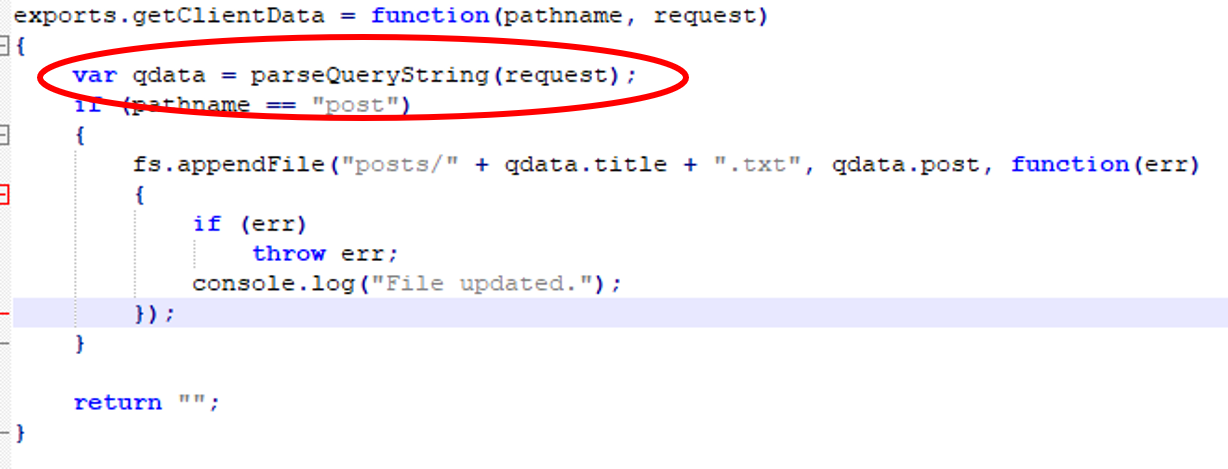 exports.getClientData = function(pathname, request)
{
var qdata = parseQueryString(request);
if (pathname == "post")
{
fs.appendFile("posts/" + qdata.title + ".txt", qdata.post, function(err)
{
if (err)
throw err;
console.log("File updated.");
});
}
return "";
}